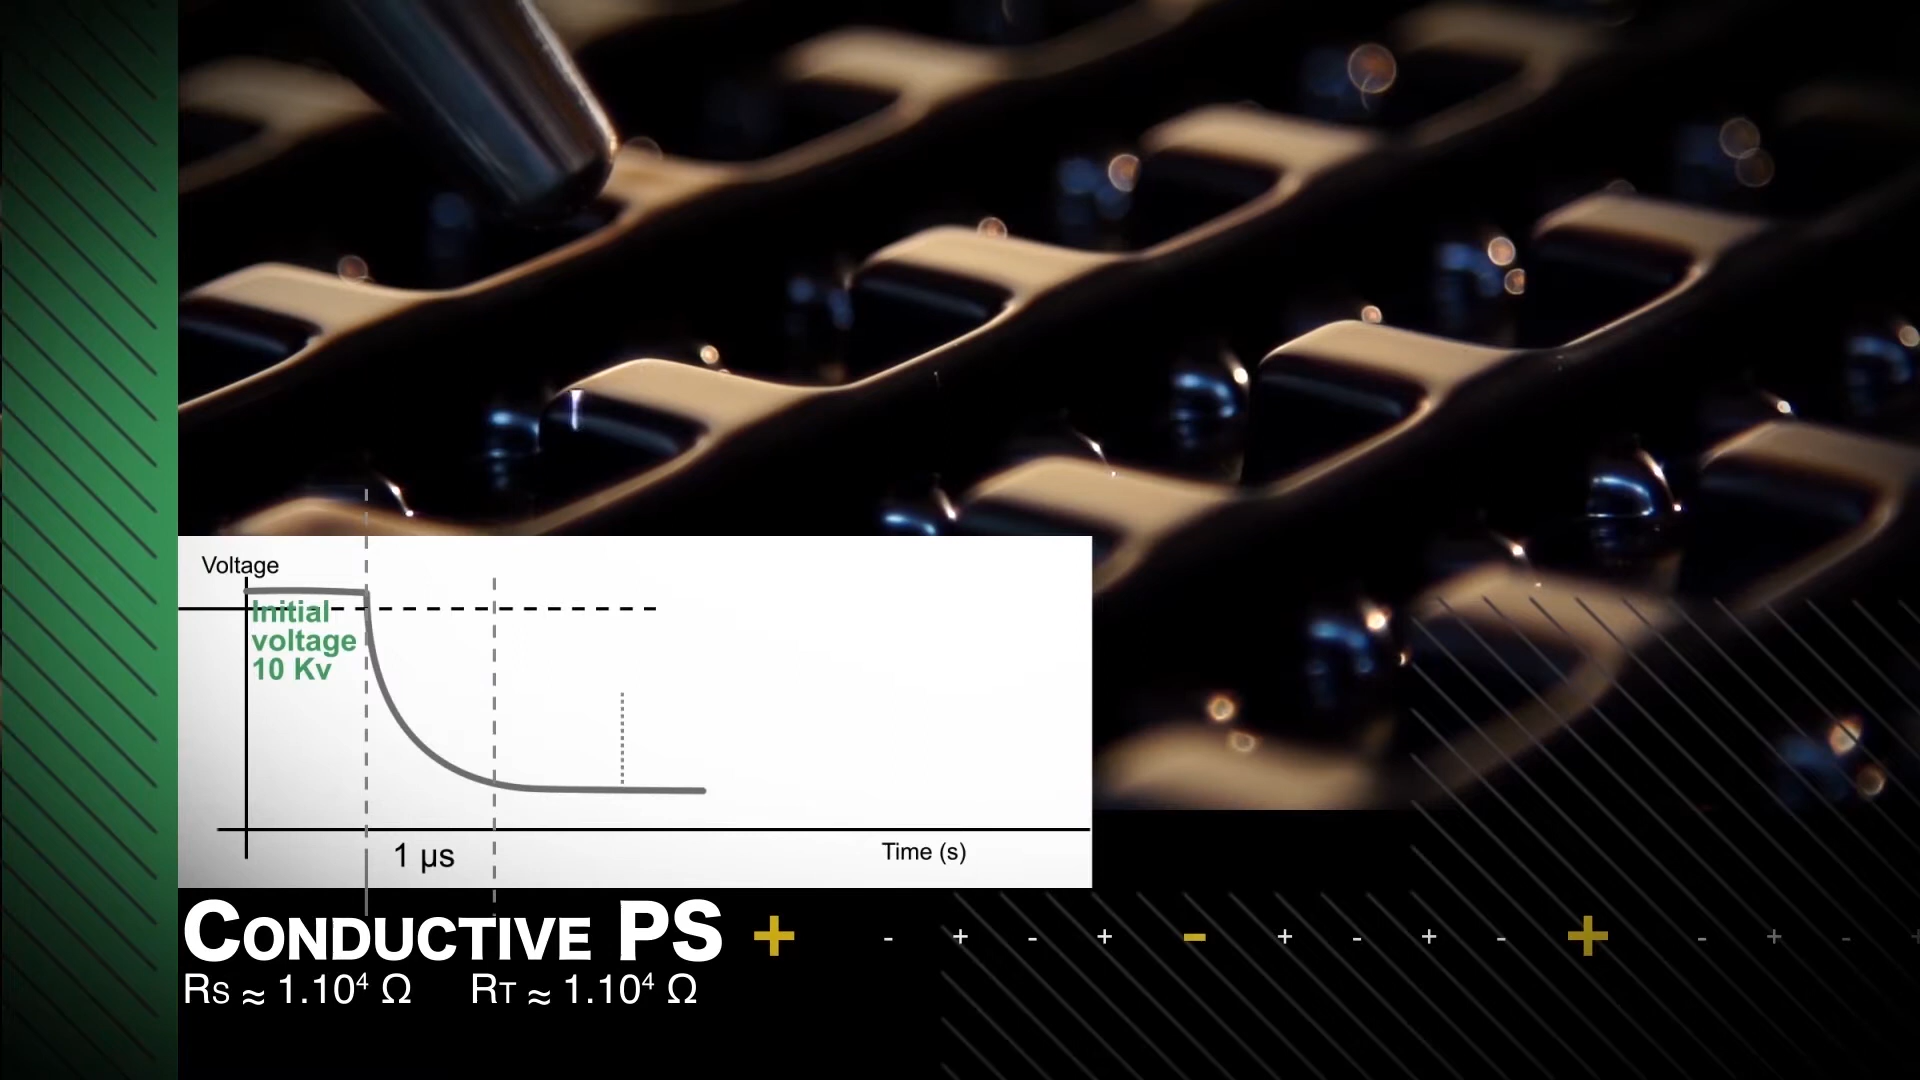 Voltage
Initial
voltage
10 Kv
1 µs
Time (s)
CONDUCTIVE PS + - + - + - + - + - + - + - +
RS ≈ 1.10⁴ Ω RT ≈ 1.10⁴ Ω